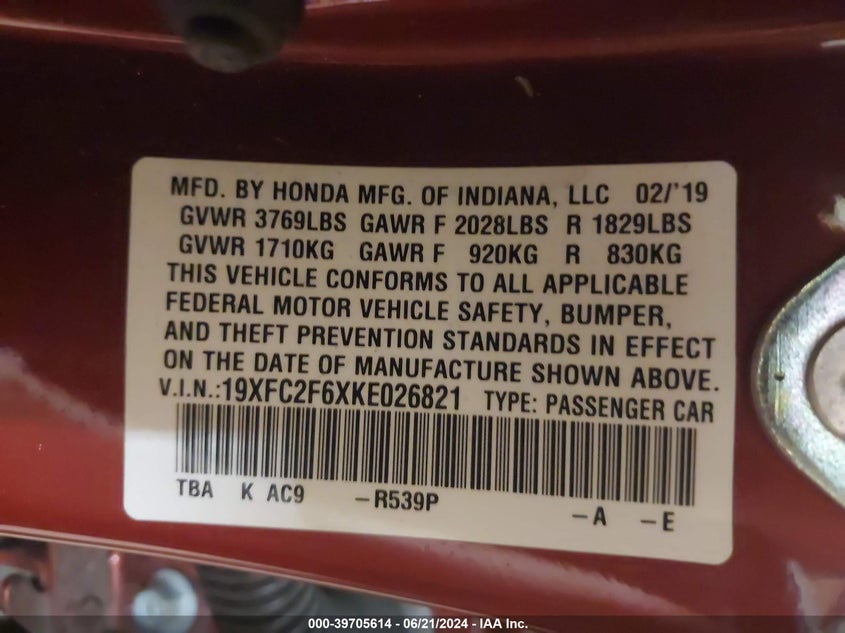 MFD. BY HONDA MFG. OF INDIANA, LLC 02/'19
GVWR 3769LBS GAWR F 2028LBS R 1829LBS
GVWR 1710KG GAWR F 920KG R 830KG
THIS VEHICLE CONFORMS TO ALL APPLICABLE
FEDERAL MOTOR VEHICLE SAFETY, BUMPER,
AND THEFT PREVENTION STANDARDS IN EFFECT
ON THE DATE OF MANUFACTURE SHOWN ABOVE.
V.I.N.:19XFC2F6XKE026821 TYPE: PASSENGER CAR
TBA K AC9 -R539P -A -E
000-39705614 - 06/21/2024 - IAA Inc.